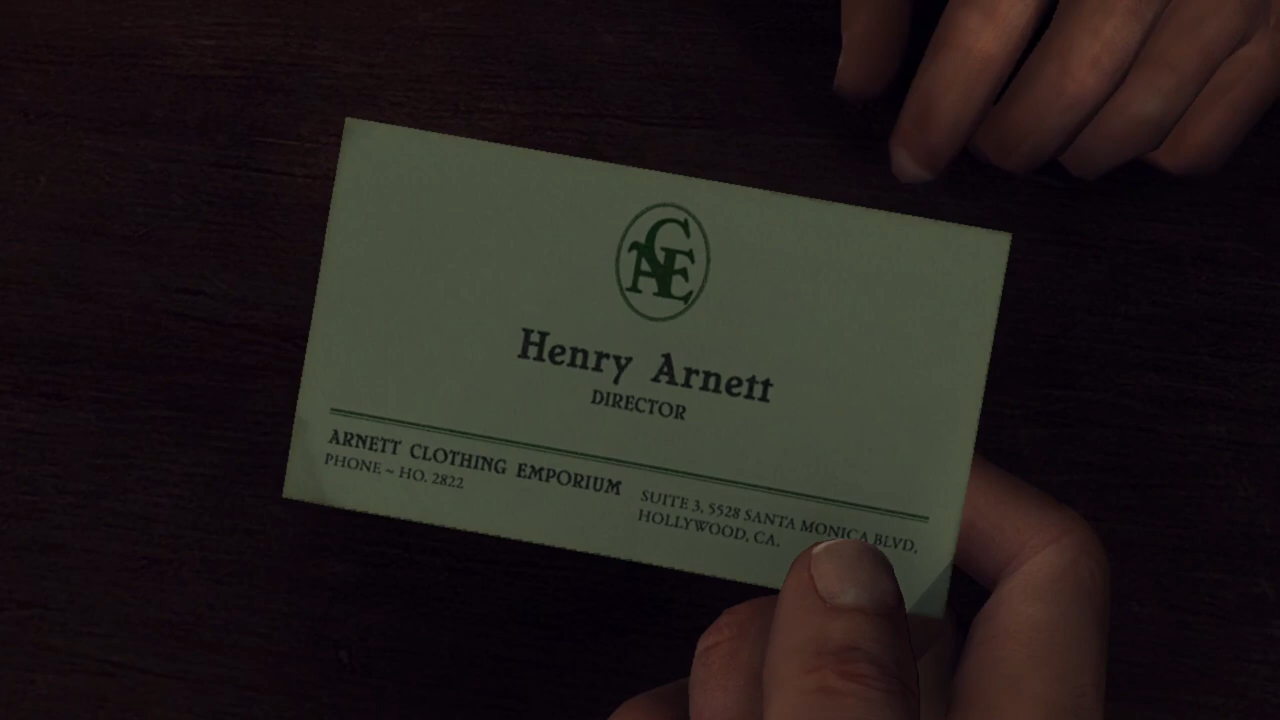 ACE
Henry Arnett
DIRECTOR
ARNETT CLOTHING EMPORIUM
PHONE ~ HO. 2822
SUITE 3, 5528 SANTA MONICA BLVD,
HOLLYWOOD, CA.